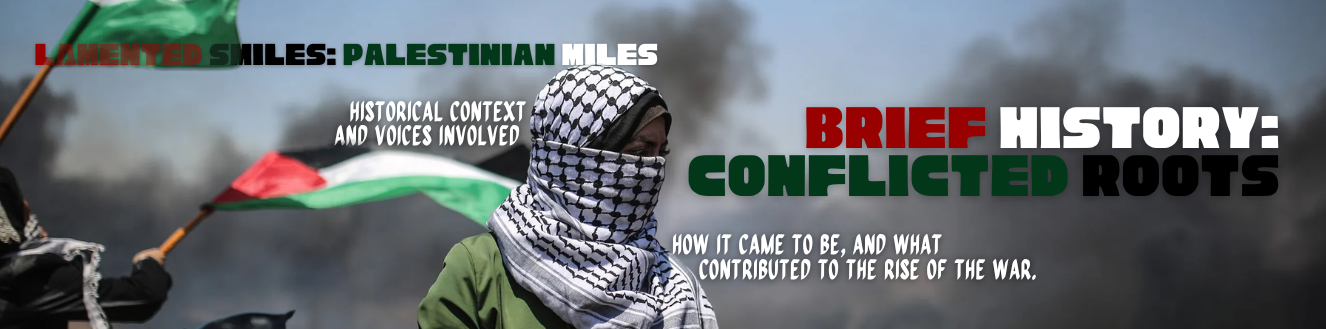 LAMENTED SMILES: PALESTINIAN MILES
HISTORICAL CONTEXT
AND VOICES INVOLVED
BRIEF HISTORY:
CONFLICTED ROOTS
HOW IT CAME TO BE, AND WHAT
CONTRIBUTED TO THE RISE OF THE WAR.